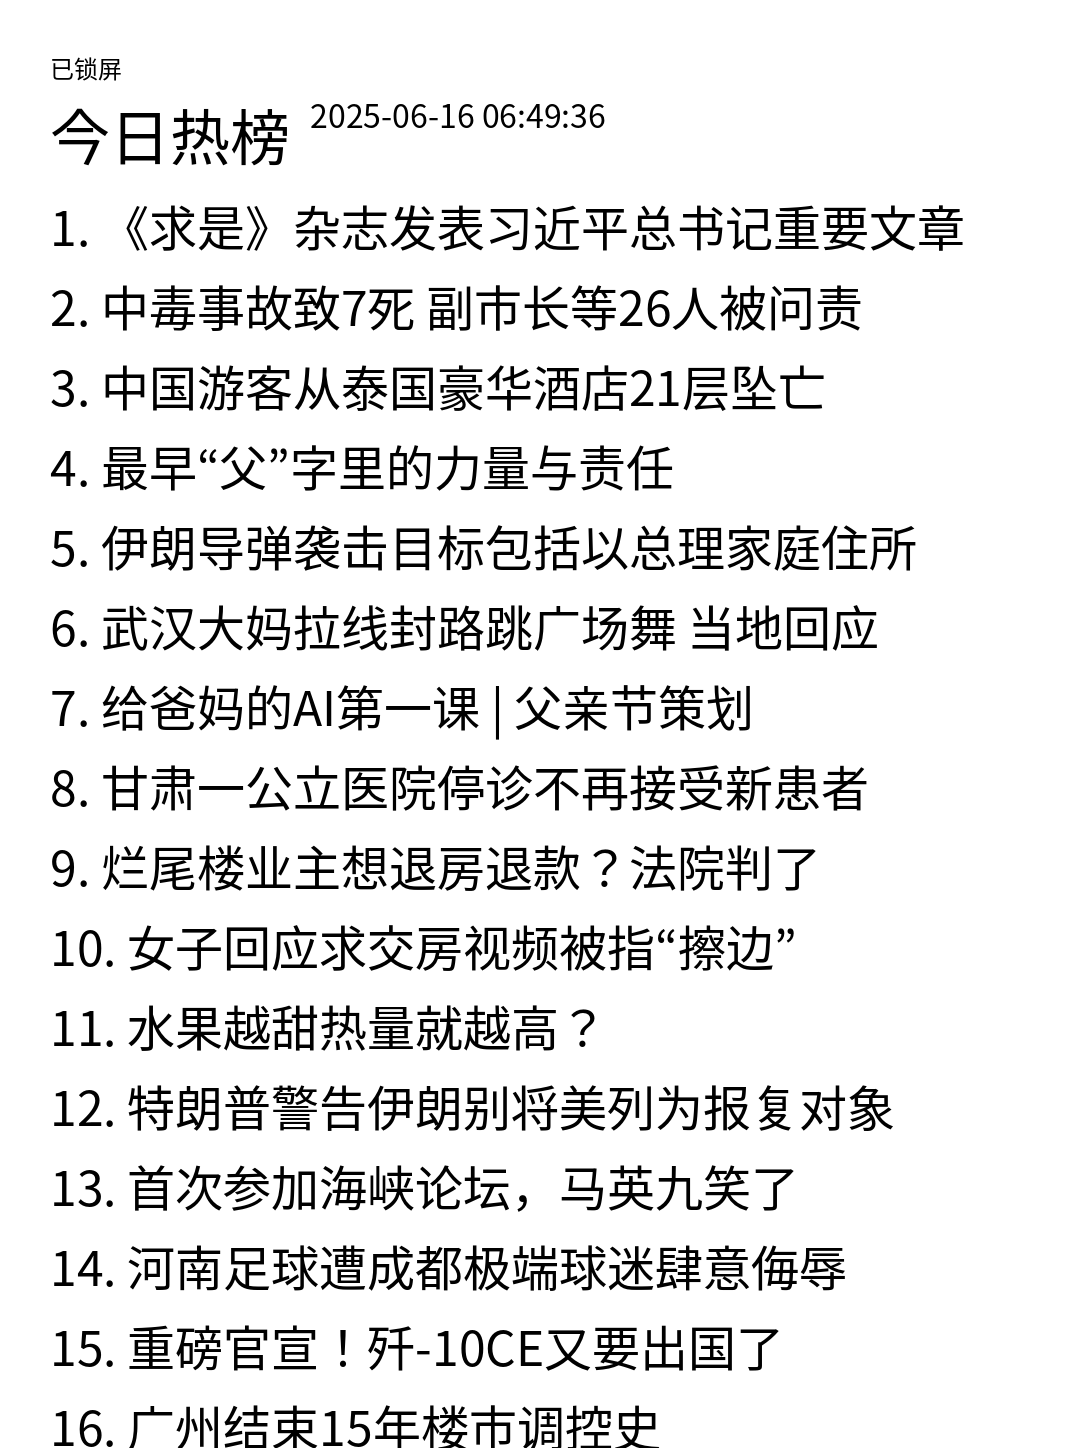 已锁屏
今日热榜 2025-06-16 06:49:36
1. 《求是》杂志发表习近平总书记重要文章
2. 中毒事故致7死 副市长等26人被问责
3. 中国游客从泰国豪华酒店21层坠亡
4. 最早“父”字里的力量与责任
5. 伊朗导弹袭击目标包括以总理家庭住所
6. 武汉大妈拉线封路跳广场舞 当地回应
7. 给爸妈的AI第一课 | 父亲节策划
8. 甘肃一公立医院停诊不再接受新患者
9. 烂尾楼业主想退房退款？法院判了
10. 女子回应求交房视频被指“擦边”
11. 水果越甜热量就越高？
12. 特朗普警告伊朗别将美列为报复对象
13. 首次参加海峡论坛，马英九笑了
14. 河南足球遭成都极端球迷肆意侮辱
15. 重磅官宣！歼-10CE又要出国了
16. 广州结束15年楼市调控史